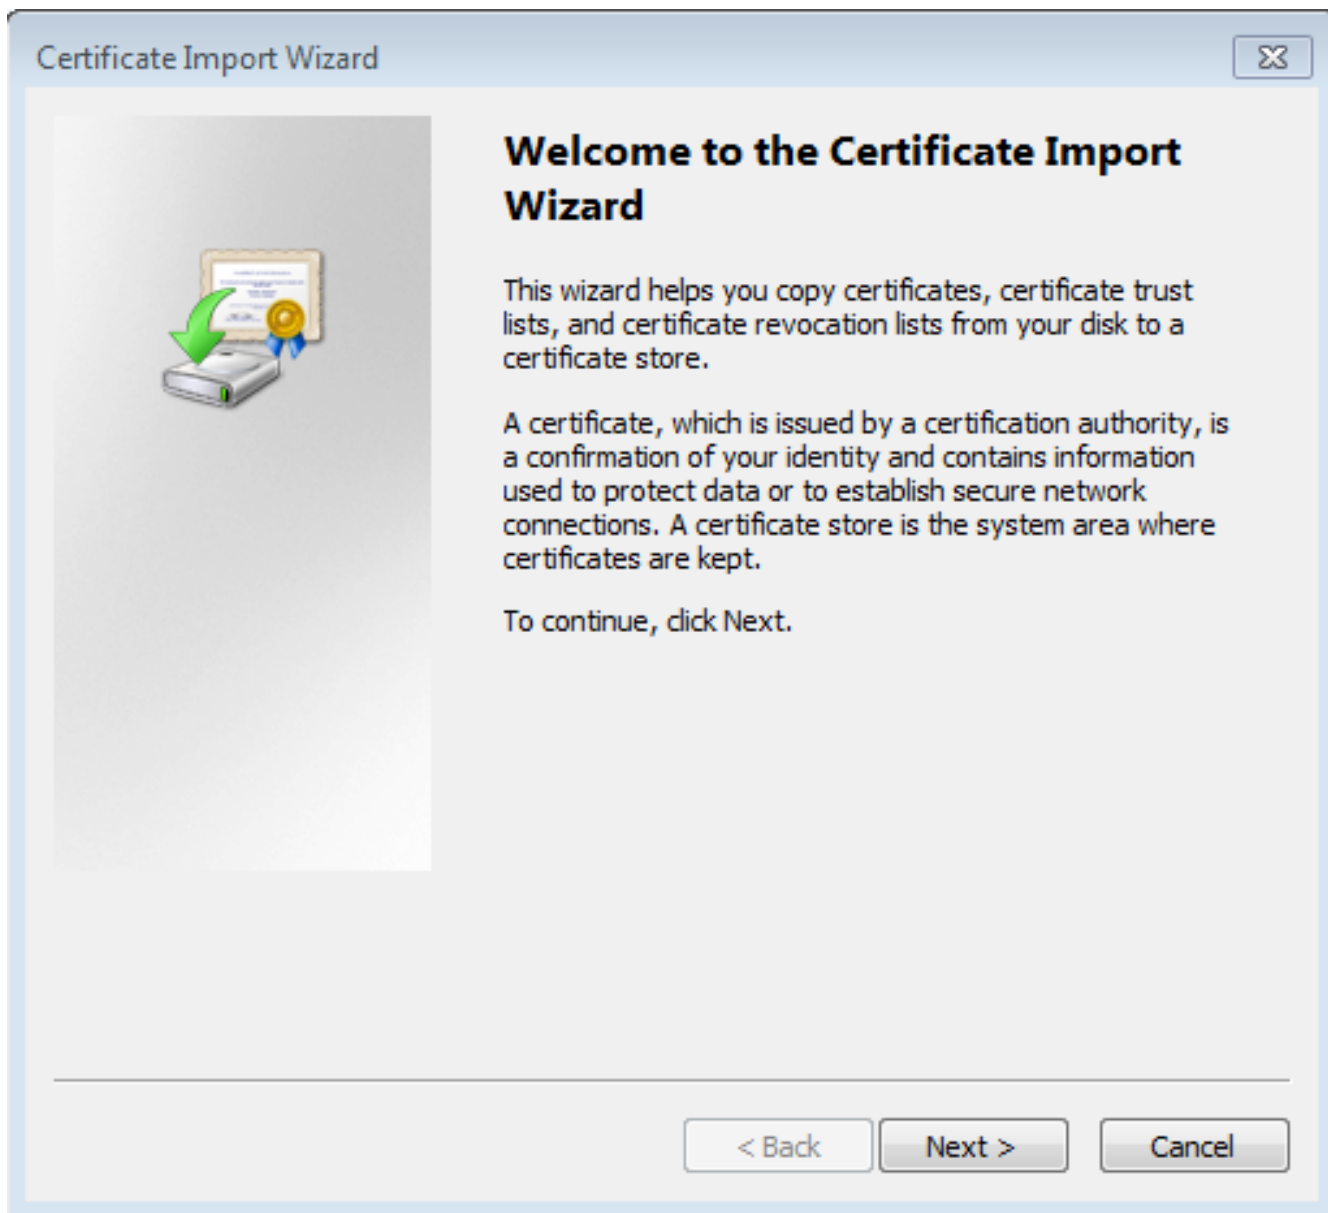 Certificate Import Wizard
Welcome to the Certificate Import
Wizard
This wizard helps you copy certificates, certificate trust
lists, and certificate revocation lists from your disk to a
certificate store.
A certificate, which is issued by a certification authority, is
a confirmation of your identity and contains information
used to protect data or to establish secure network
connections. A certificate store is the system area where
certificates are kept.
To continue, click Next.
< Back
Next >
Cancel